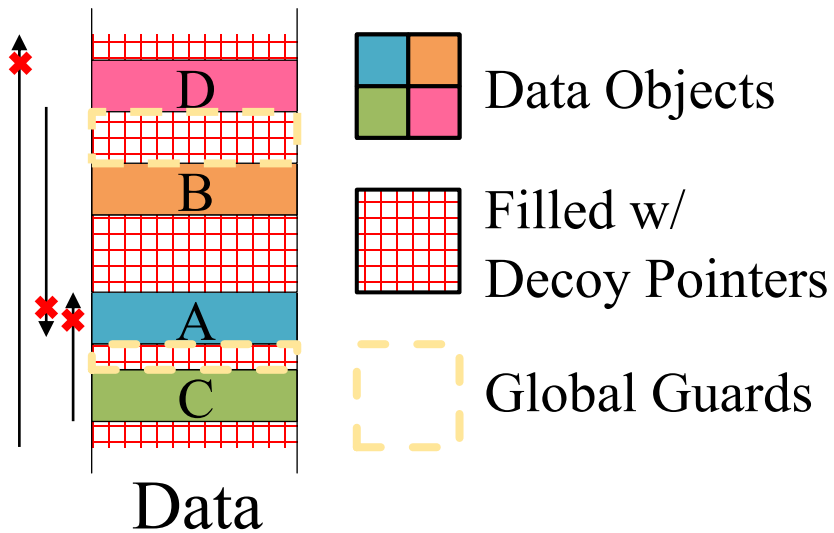 D
B
A
C
Data
Data Objects
Filled w/
Decoy Pointers
Global Guards